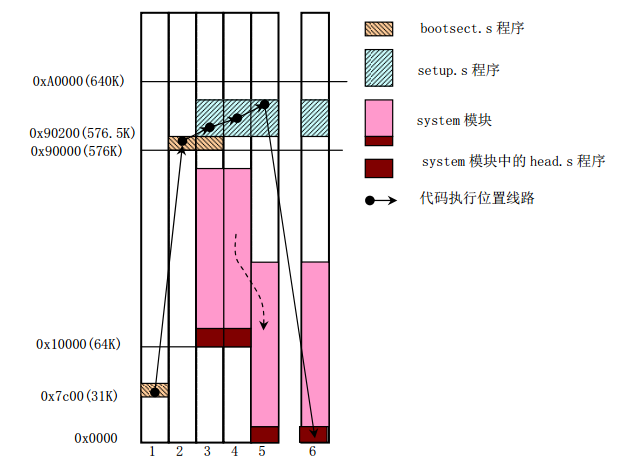 bootsect.s 程序
0xA0000(640K)
setup.s 程序
system 模块
0x90200(576.5K)
0x90000(576K)
system 模块中的 head.s 程序
代码执行位置线路
0x10000(64K)
0x7c00(31K)
0x0000
1 2 3 4 5 6